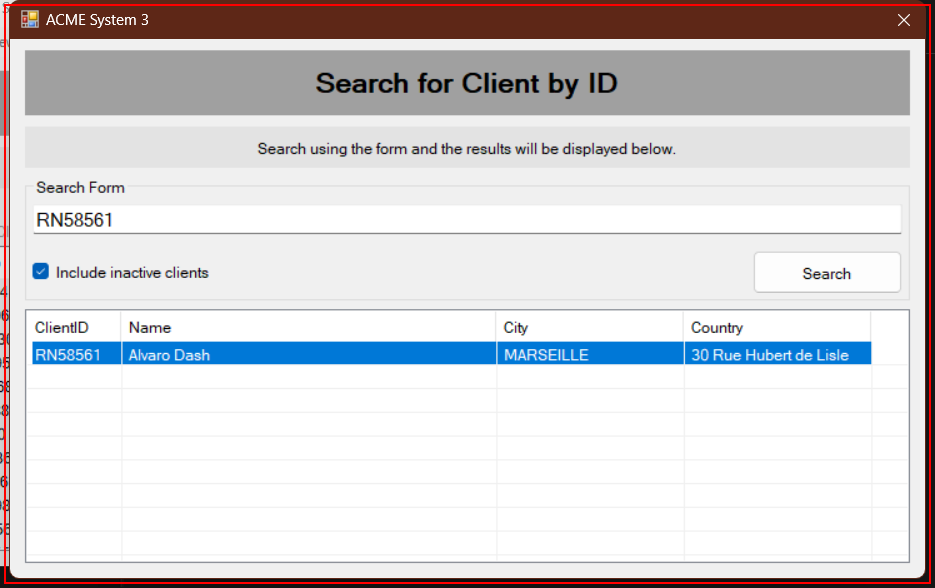 ACME System 3
Search for Client by ID
Search using the form and the results will be displayed below.
Search Form
RN58561
Include inactive clients
Search
ClientID Name City Country
RN58561 Alvaro Dash MARSEILLE 30 Rue Hubert de Lisle